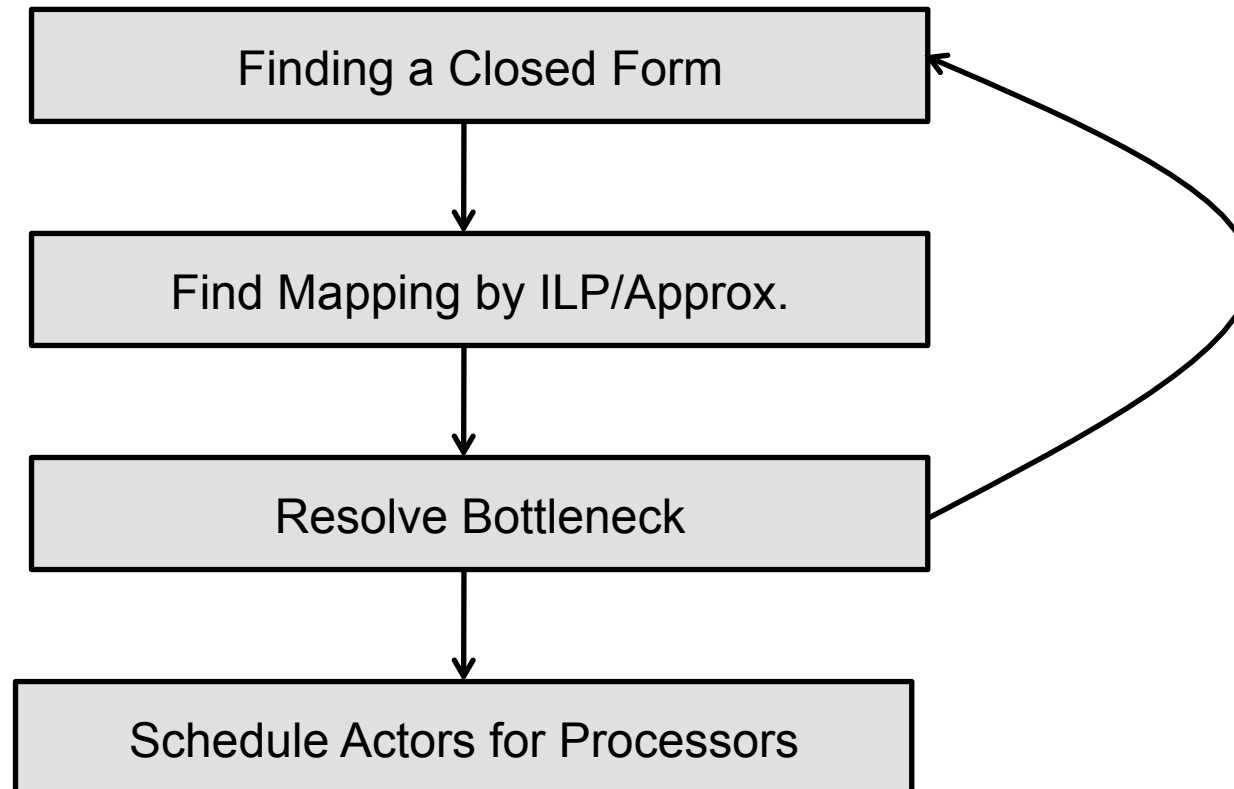 Finding a Closed Form
Find Mapping by ILP/Approx.
Resolve Bottleneck
Schedule Actors for Processors